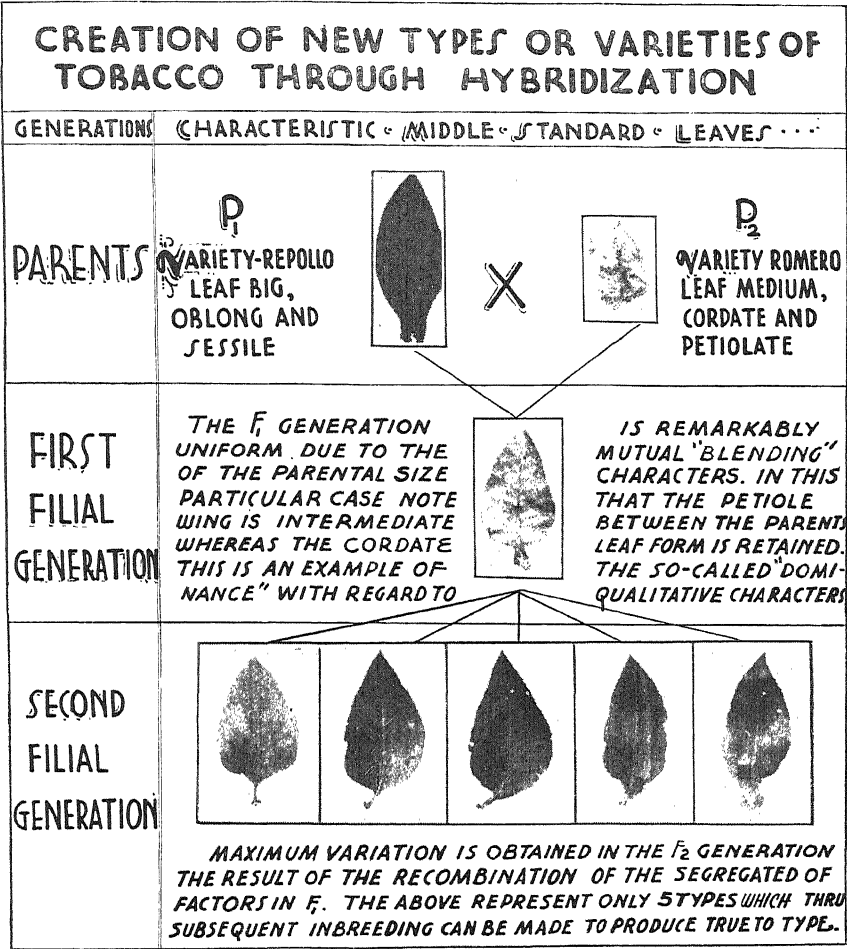 CREATION OF NEW TYPES OR VARIETIES OF
TOBACCO THROUGH HYBRIDIZATION
GENERATIONS
CHARACTERISTIC • MIDDLE • STANDARD • LEAVES ...
PARENTS
P1
VARIETY-REPOLLO
LEAF BIG,
OBLONG AND
SESSILE
X
P2
VARIETY ROMERO
LEAF MEDIUM,
CORDATE AND
PETIOLATE
FIRST
FILIAL
GENERATION
THE F1 GENERATION IS REMARKABLY
UNIFORM DUE TO THE MUTUAL "BLENDING"
OF THE PARENTAL SIZE CHARACTERS. IN THIS
PARTICULAR CASE NOTE THAT THE PETIOLE
WING IS INTERMEDIATE BETWEEN THE PARENTS
WHEREAS THE CORDATE LEAF FORM IS RETAINED.
THIS IS AN EXAMPLE OF THE SO-CALLED "DOMI-
NANCE" WITH REGARD TO QUALITATIVE CHARACTERS
SECOND
FILIAL
GENERATION
MAXIMUM VARIATION IS OBTAINED IN THE F2 GENERATION
THE RESULT OF THE RECOMBINATION OF THE SEGREGATED OF
FACTORS IN F1. THE ABOVE REPRESENT ONLY 5 TYPES WHICH THRU
SUBSEQUENT INBREEDING CAN BE MADE TO PRODUCE TRUE TO TYPE.